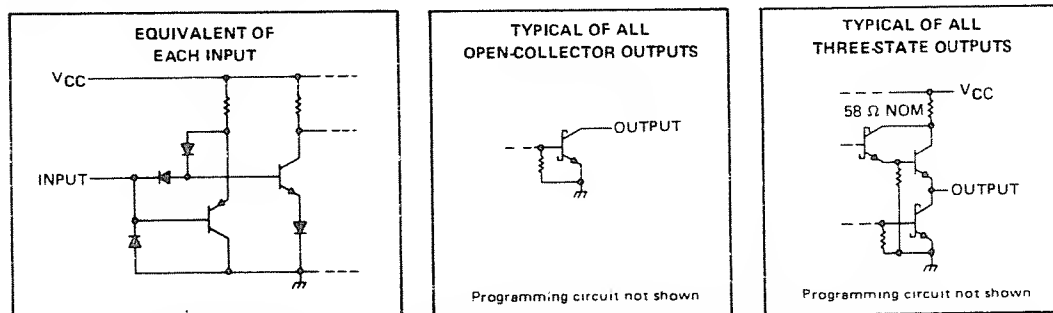 EQUIVALENT OF
EACH INPUT
VCC
INPUT
TYPICAL OF ALL
OPEN-COLLECTOR OUTPUTS
OUTPUT
Programming circuit not shown
TYPICAL OF ALL
THREE-STATE OUTPUTS
VCC
58 Ω NOM
OUTPUT
Programming circuit not shown